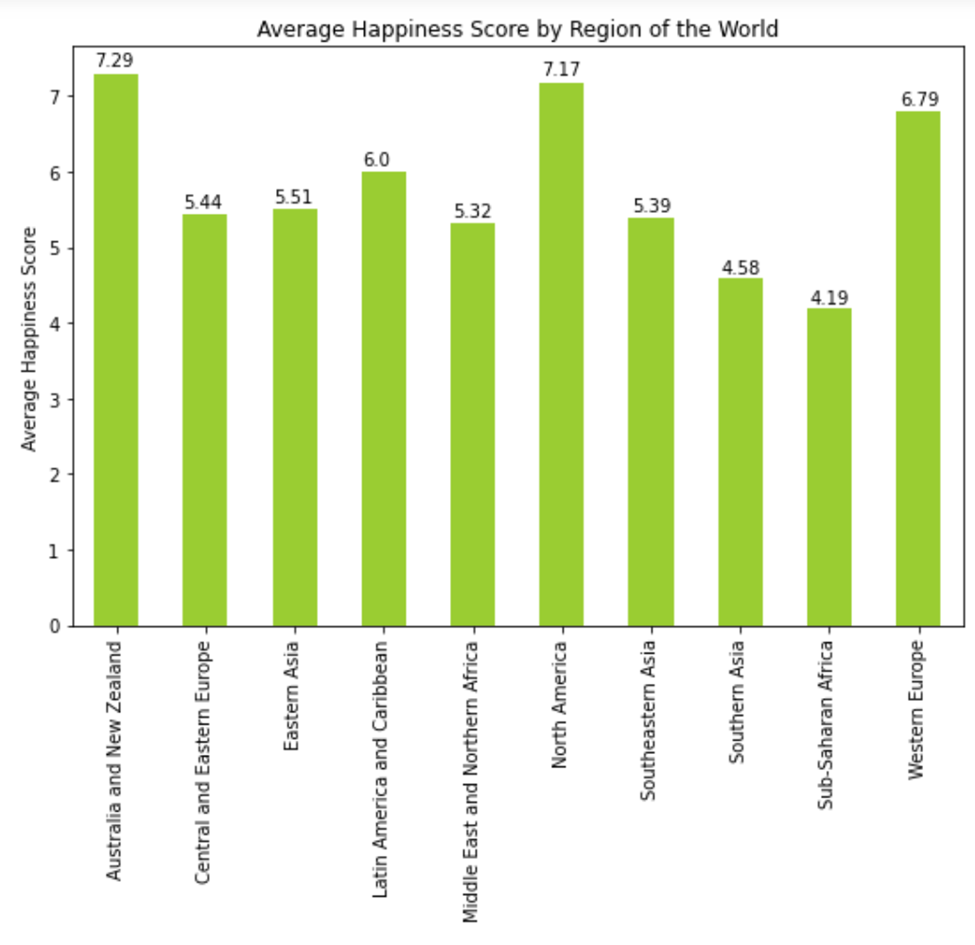 Average Happiness Score by Region of the World
7.29
5.44
5.51
6.0
5.32
7.17
5.39
4.58
4.19
6.79
Average Happiness Score
7
6
5
4
3
2
1
0
Australia and New Zealand
Central and Eastern Europe
Eastern Asia
Latin America and Caribbean
Middle East and Northern Africa
North America
Southeastern Asia
Southern Asia
Sub-Saharan Africa
Western Europe